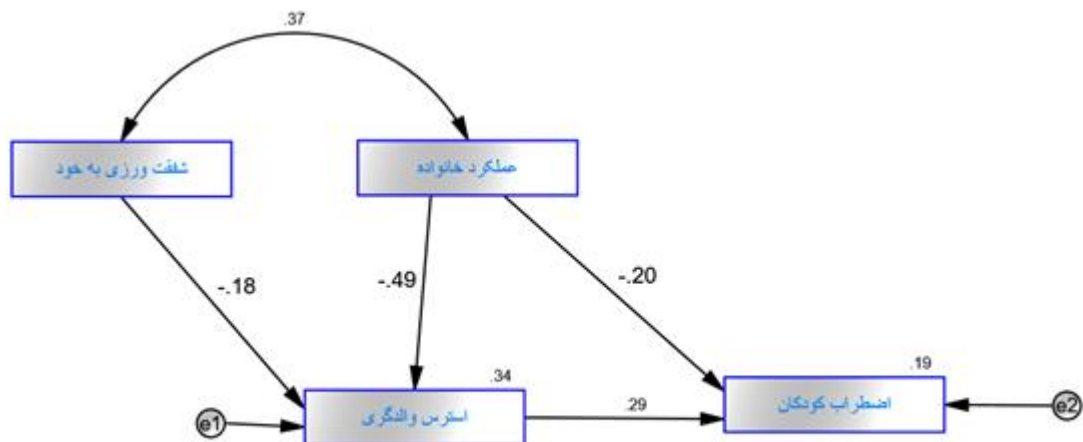 .37
شفقت ورزی به خود
عملکرد خانواده
-.18
-.49
-.20
.34
.19
استرس والدگری
.29
اضطراب کودکان
e1
e2